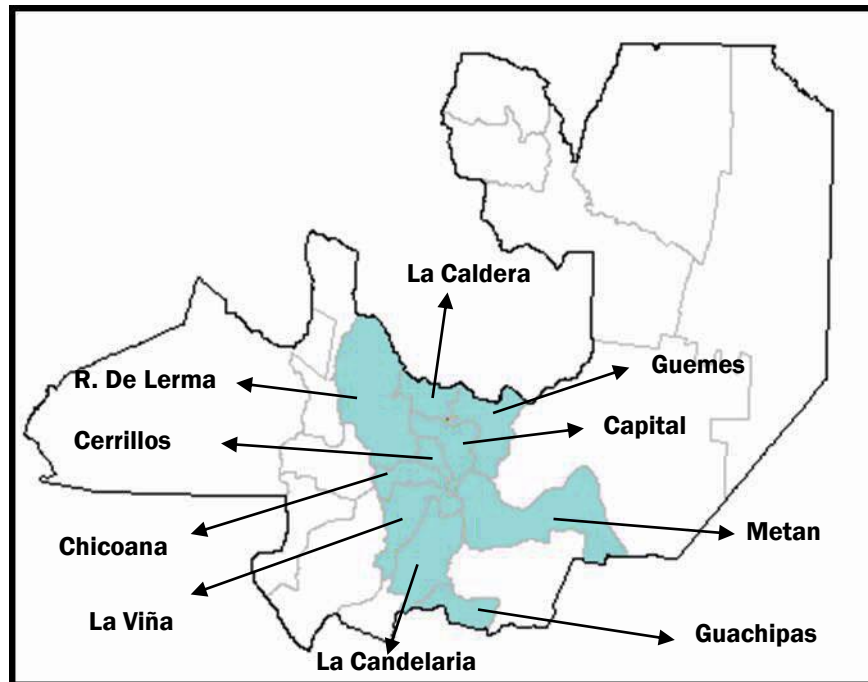 La Caldera
Guemes
R. De Lerma
Capital
Cerrillos
Metan
Chicoana
La Viña
Guachipas
La Candelaria